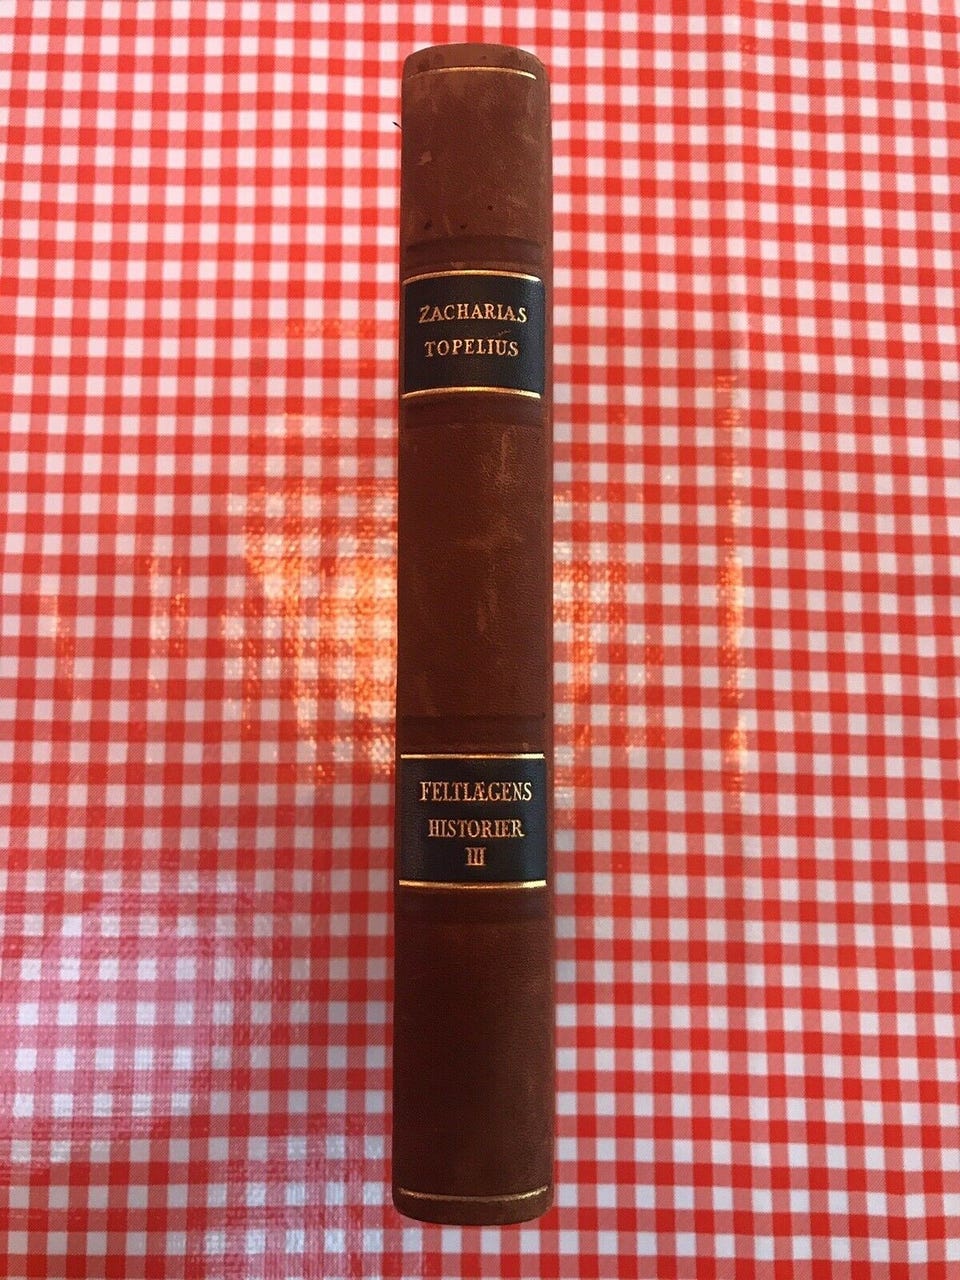 ZACHARIAS
TOPELIUS
FELTLÆGENS
HISTORIER
III